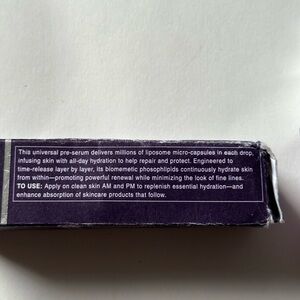 This universal pre-serum delivers millions of liposome micro-capsules in each drop,
infusing skin with all-day hydration to help repair and protect. Engineered to
time-release layer by layer, its biomemetic phosophlipids continuously hydrate skin
from within—promoting powerful renewal while minimizing the look of fine lines.
TO USE: Apply on clean skin AM and PM to replenish essential hydration—and
enhance absorption of skincare products that follow.